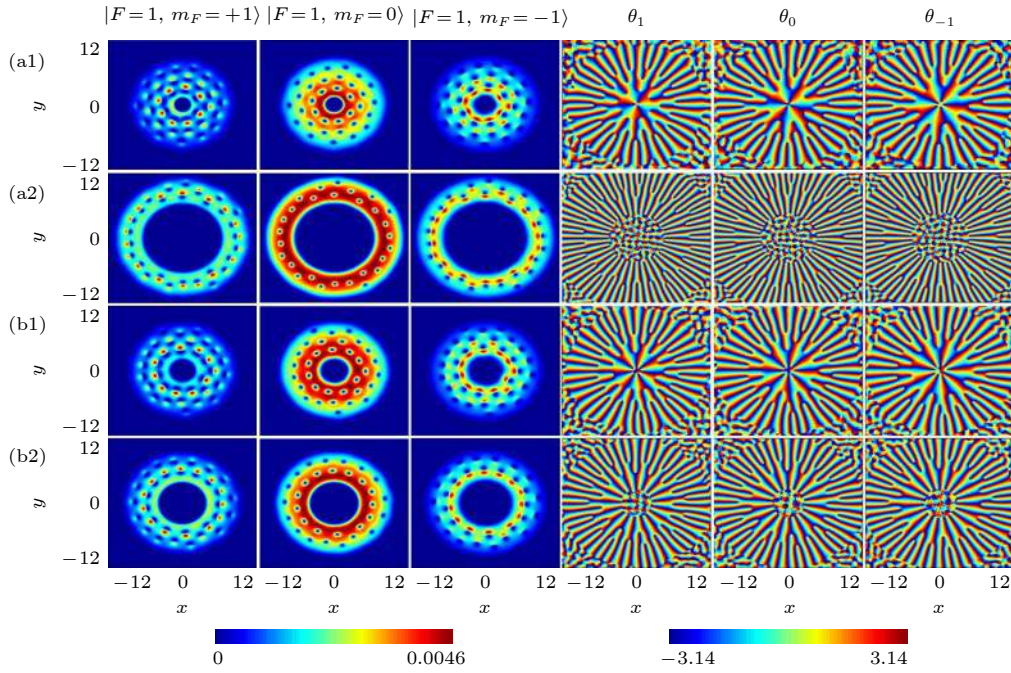 |F=1, m_F=+1⟩ |F=1, m_F=0⟩ |F=1, m_F=−1⟩ θ_1 θ_0 θ_−1
(a1)
12
y 0
−12
(a2)
12
y 0
−12
(b1)
12
y 0
−12
(b2)
12
y 0
−12
−12 0 12 −12 0 12 −12 0 12 −12 0 12 −12 0 12 −12 0 12
x x x x x x
0 0.0046 −3.14 3.14